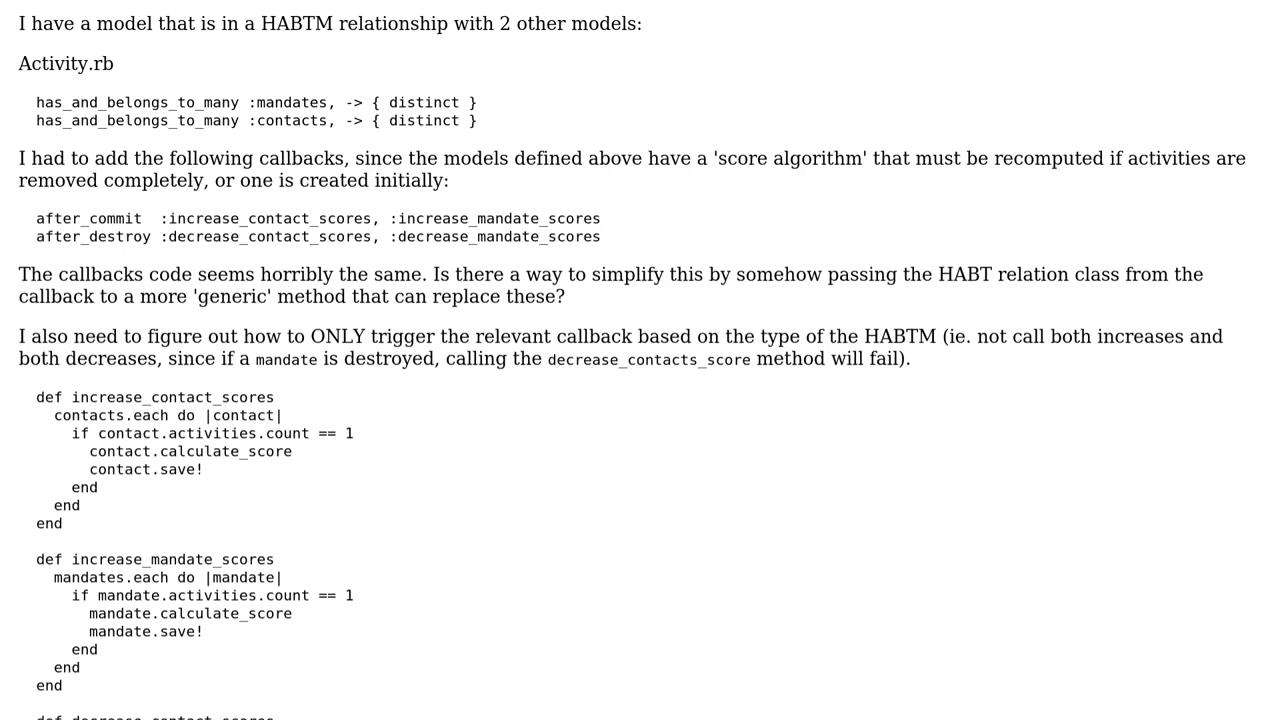 I have a model that is in a HABTM relationship with 2 other models:
Activity.rb
has_and_belongs_to_many :mandates, -> { distinct }
has_and_belongs_to_many :contacts, -> { distinct }
I had to add the following callbacks, since the models defined above have a 'score algorithm' that must be recomputed if activities are
removed completely, or one is created initially:
after_commit  :increase_contact_scores, :increase_mandate_scores
after_destroy :decrease_contact_scores, :decrease_mandate_scores
The callbacks code seems horribly the same. Is there a way to simplify this by somehow passing the HABT relation class from the
callback to a more 'generic' method that can replace these?
I also need to figure out how to ONLY trigger the relevant callback based on the type of the HABTM (ie. not call both increases and
both decreases, since if a mandate is destroyed, calling the decrease_contacts_score method will fail).
def increase_contact_scores
  contacts.each do |contact|
    if contact.activities.count == 1
      contact.calculate_score
      contact.save!
    end
  end
end
def increase_mandate_scores
  mandates.each do |mandate|
    if mandate.activities.count == 1
      mandate.calculate_score
      mandate.save!
    end
  end
end